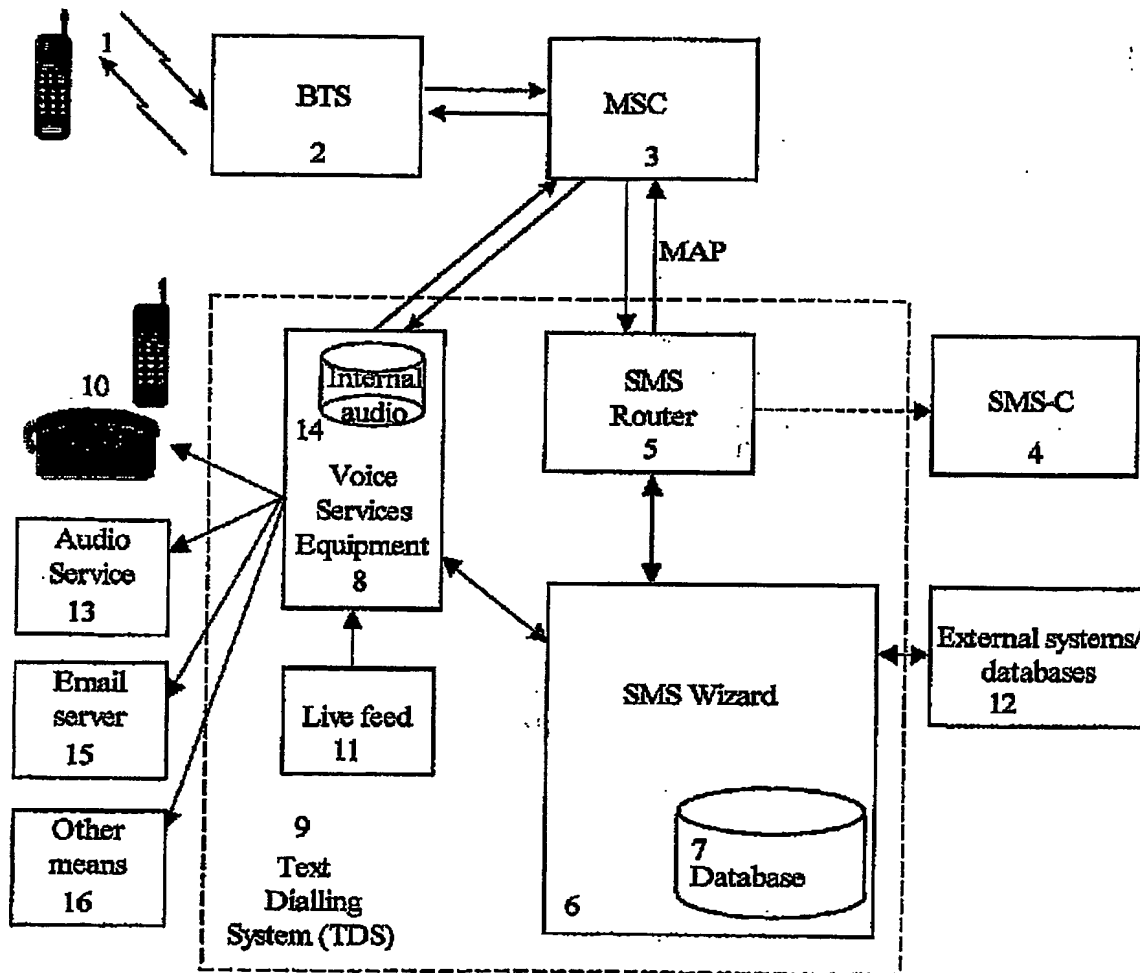 1
BTS
2
MSC
3
MAP
10
Internal
audio
14
Voice
Services
Equipment
8
SMS
Router
5
SMS-C
4
Audio
Service
13
Email
server
15
Other
means
16
Live feed
11
SMS Wizard
7
Database
6
External systems/
databases
12
9
Text
Dialling
System (TDS)